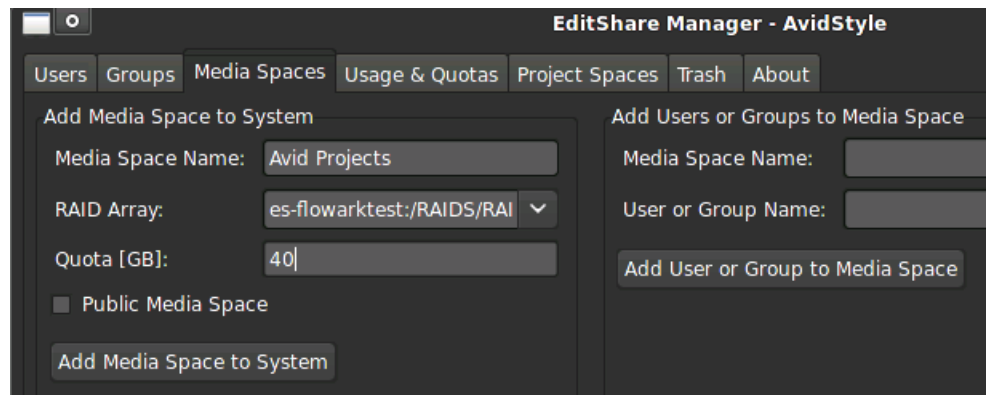 EditShare Manager - AvidStyle
Users Groups Media Spaces Usage & Quotas Project Spaces Trash About
Add Media Space to System
Media Space Name: Avid Projects
RAID Array: es-flowarktest:/RAIDS/RAI
Quota [GB]: 40
Public Media Space
Add Media Space to System
Add Users or Groups to Media Space
Media Space Name:
User or Group Name:
Add User or Group to Media Space